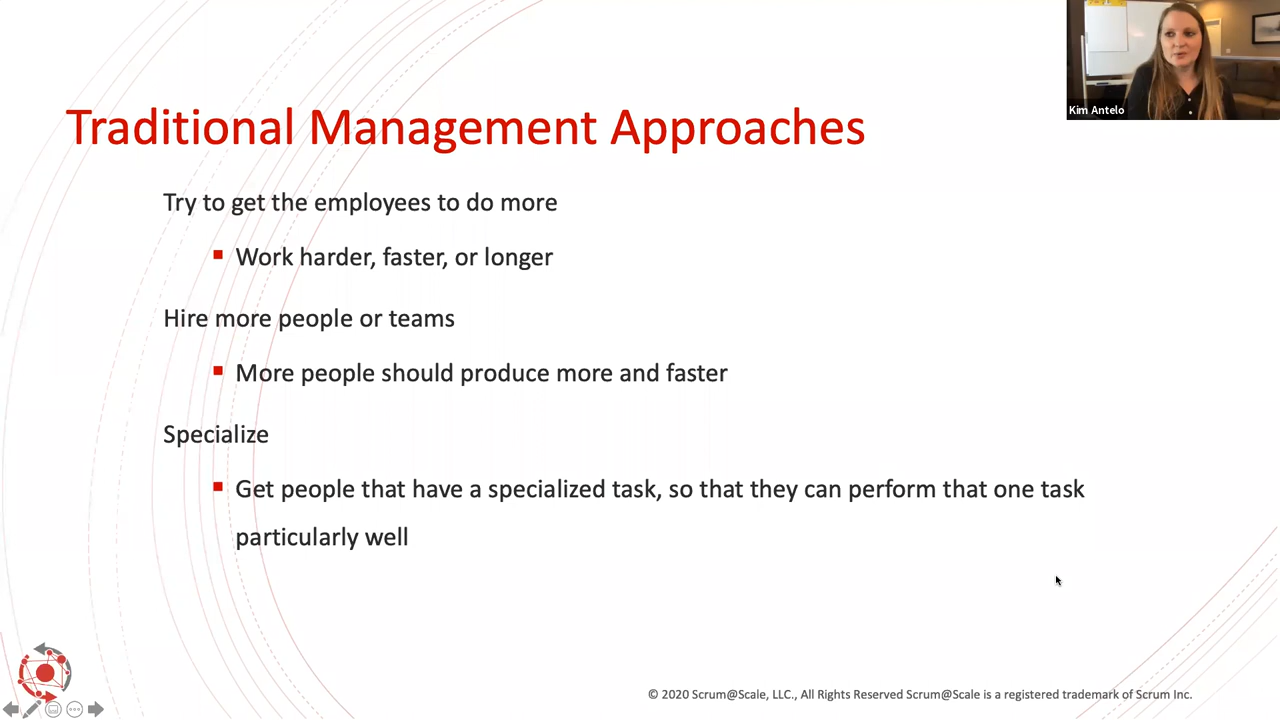 Kim Antelo
Traditional Management Approaches
Try to get the employees to do more
Work harder, faster, or longer
Hire more people or teams
More people should produce more and faster
Specialize
Get people that have a specialized task, so that they can perform that one task
particularly well
© 2020 Scrum@Scale, LLC., All Rights Reserved Scrum@Scale is a registered trademark of Scrum Inc.